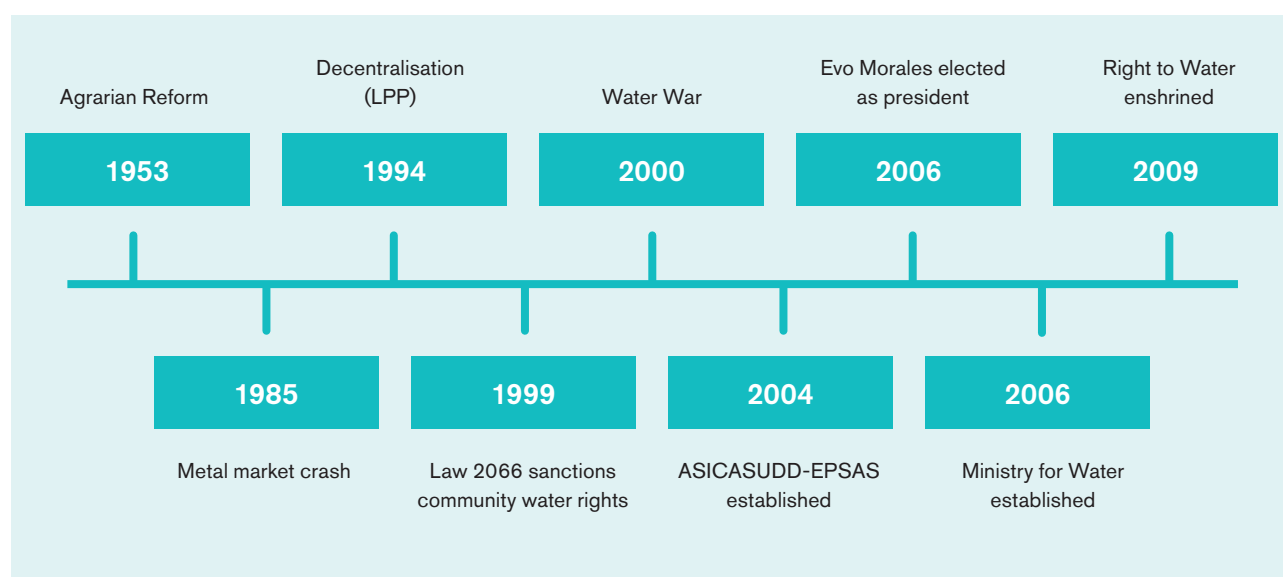 Agrarian Reform
1953
Decentralisation
(LPP)
1994
Water War
2000
Evo Morales elected
as president
2006
Right to Water
enshrined
2009
1985
Metal market crash
1999
Law 2066 sanctions
community water rights
2004
ASICASUDD-EPSAS
established
2006
Ministry for Water
established